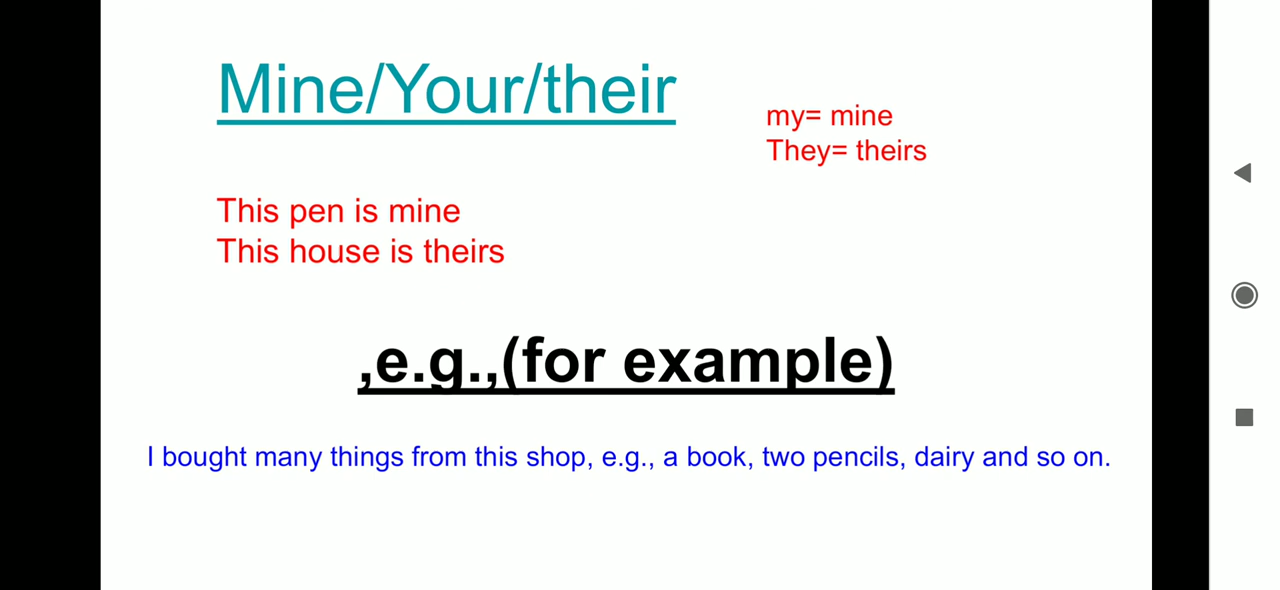 Mine/Your/their
my= mine
They= theirs
This pen is mine
This house is theirs
,e.g.,(for example)
I bought many things from this shop, e.g., a book, two pencils, dairy and so on.